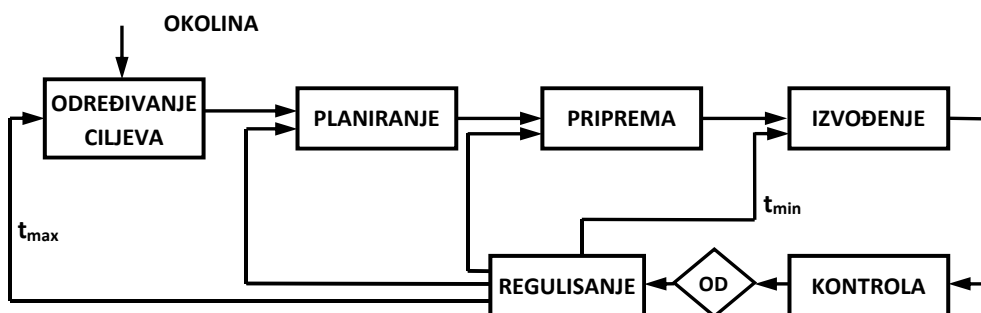 OKOLINA
ODREĐIVANJE
CILJEVA
PLANIRANJE
PRIPREMA
IZVOĐENJE
tmax
tmin
REGULISANJE
OD
KONTROLA